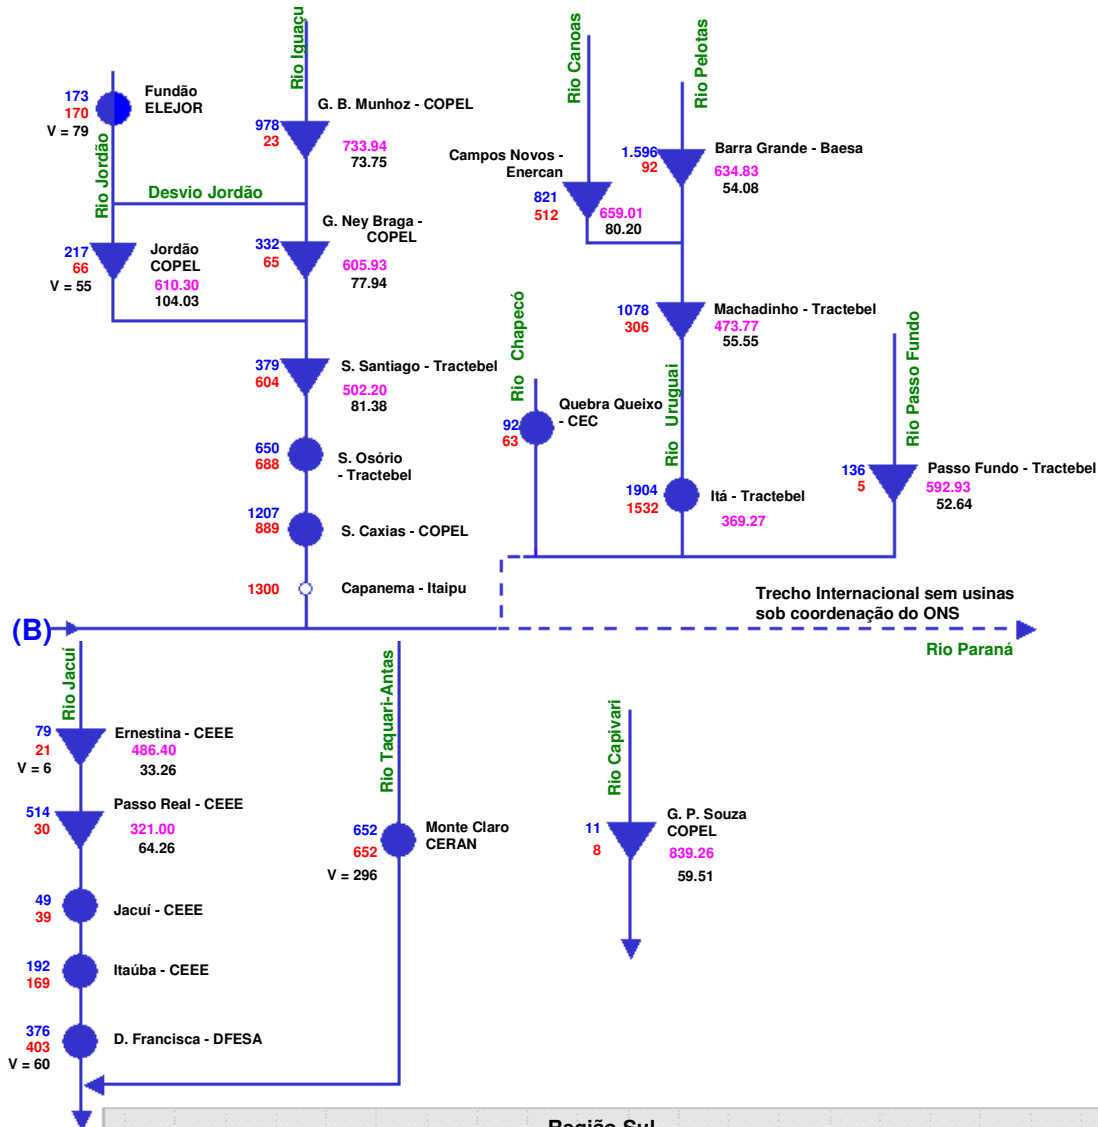 Rio Iguaçu
Rio Canoas
Rio Pelotas
173
170
V = 79
Fundão
ELEJOR
Rio Jordão
Desvio Jordão
978
23
G. B. Munhoz - COPEL
733.94
73.75
Campos Novos -
Enercan
821
512
659.01
80.20
1.596
92
Barra Grande - Baesa
634.83
54.08
217
66
V = 55
Jordão
COPEL
610.30
104.03
332
65
G. Ney Braga -
COPEL
605.93
77.94
1078
306
Machadinho - Tractebel
473.77
55.55
379
604
S. Santiago - Tractebel
502.20
81.38
Rio Chapecó
92
63
Quebra Queixo
- CEC
Rio Uruguai
Rio Passo Fundo
650
688
S. Osório
- Tractebel
1904
1532
Itá - Tractebel
369.27
136
5
Passo Fundo - Tractebel
592.93
52.64
1207
889
S. Caxias - COPEL
1300
Capanema - Itaipu
Trecho Internacional sem usinas
sob coordenação do ONS
(B)
Rio Paraná
Rio Jacuí
79
21
V = 6
Ernestina - CEEE
486.40
33.26
514
30
Passo Real - CEEE
321.00
64.26
49
39
Jacuí - CEEE
192
169
Itaúba - CEEE
376
403
V = 60
D. Francisca - DFESA
Rio Taquari-Antas
652
652
V = 296
Monte Claro
CERAN
Rio Capivari
11
8
G. P. Souza
COPEL
839.26
59.51
Região Sul